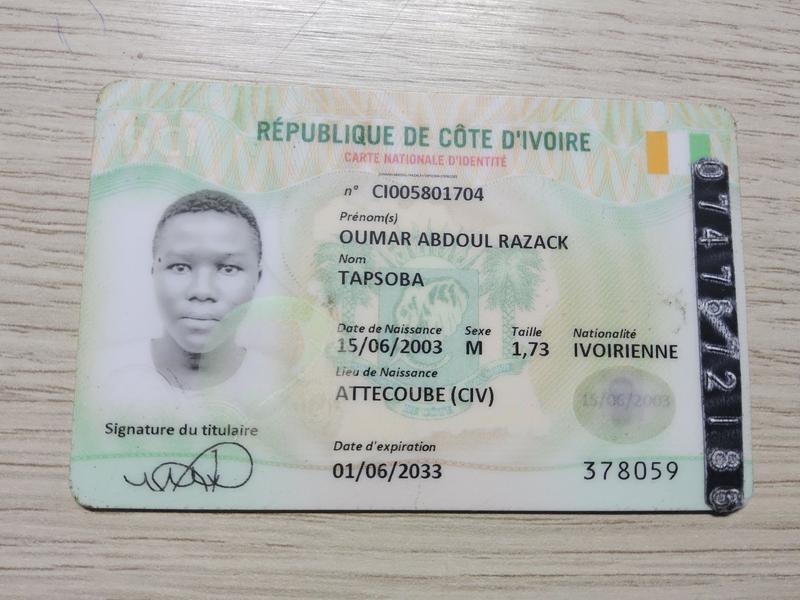 RÉPUBLIQUE DE CÔTE D'IVOIRE
CARTE NATIONALE D'IDENTITÉ
n° CI005801704
Prénom(s)
OUMAR ABDOUL RAZACK
Nom
TAPSOBA
Date de Naissance Sexe Taille Nationalité
15/06/2003 M 1,73 IVOIRIENNE
Lieu de Naissance
ATTECOUBE (CIV)
15/06/2003
Signature du titulaire
Date d'expiration
01/06/2033
378059